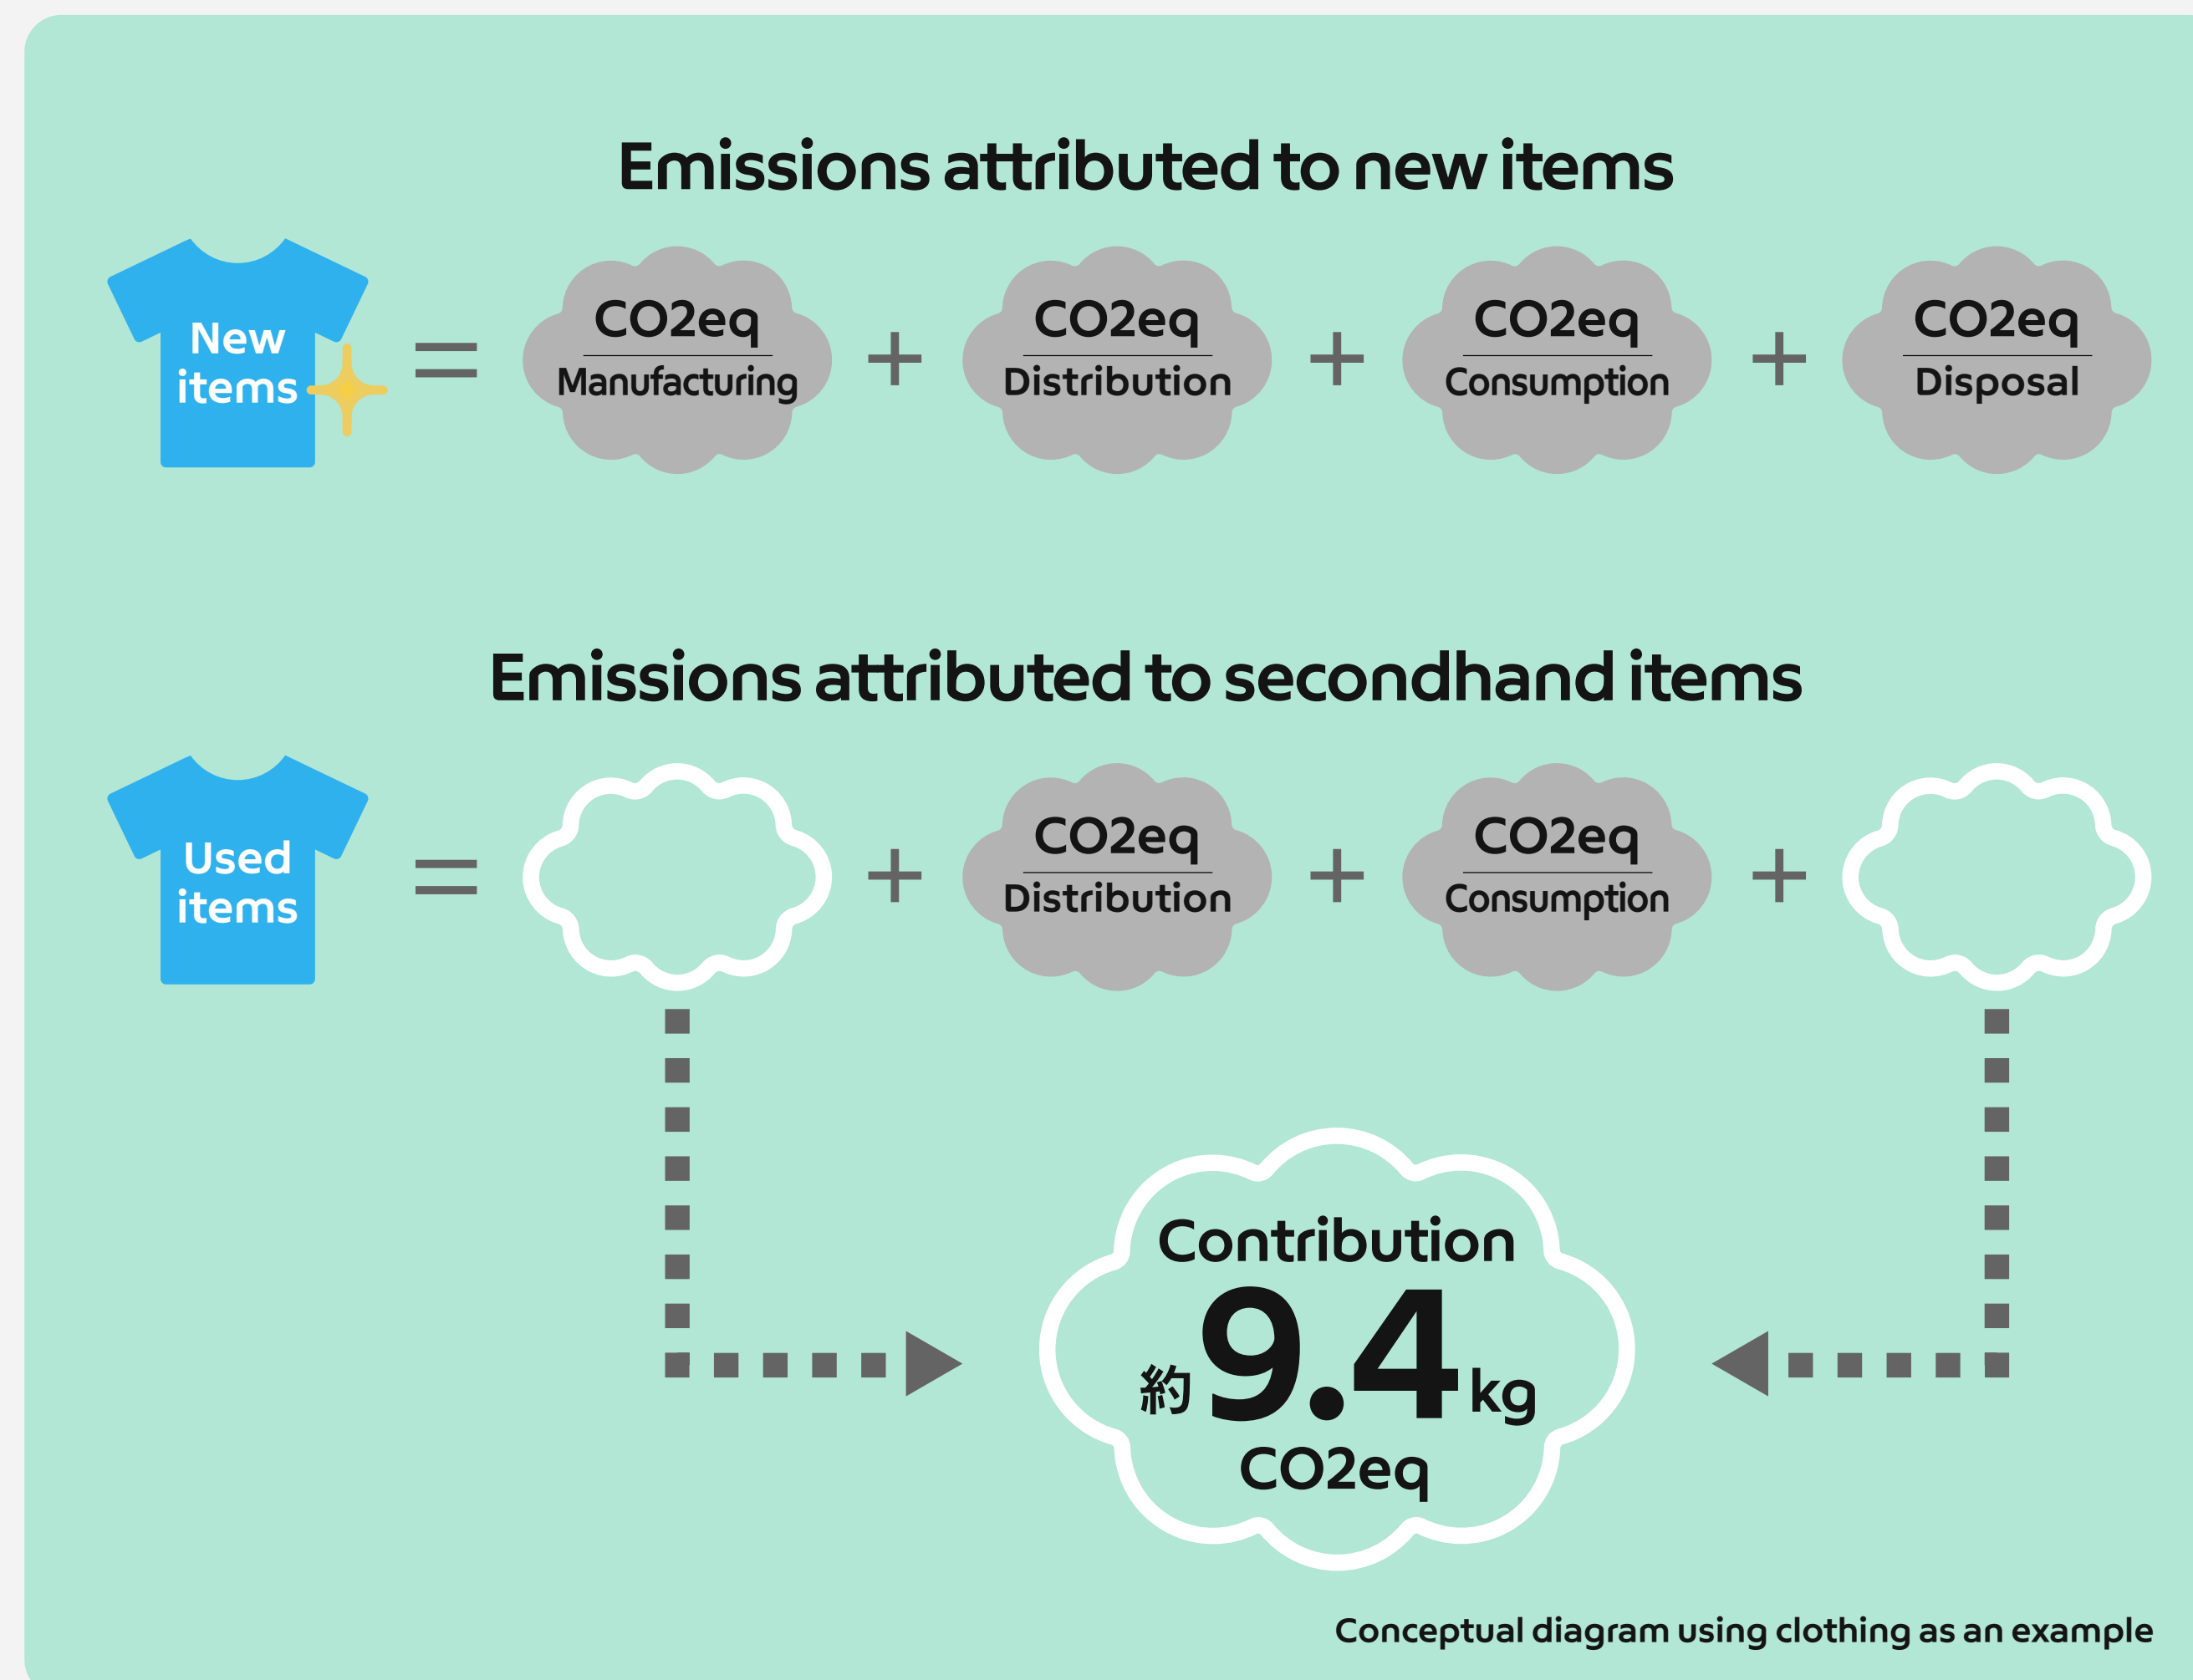 Emissions attributed to new items
New
items
=
CO2eq
Manufacturing
+
CO2eq
Distribution
+
CO2eq
Consumption
+
CO2eq
Disposal
Emissions attributed to secondhand items
Used
items
=
+
CO2eq
Distribution
+
CO2eq
Consumption
+
Contribution
約9.4kg
CO2eq
Conceptual diagram using clothing as an example